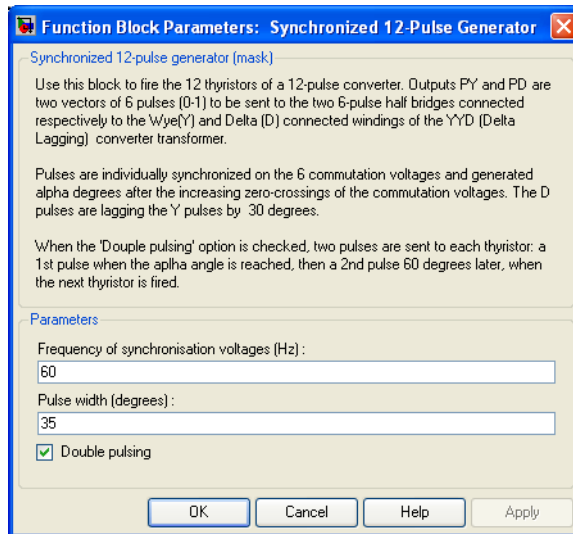 Function Block Parameters: Synchronized 12-Pulse Generator
Synchronized 12-pulse generator (mask)
Use this block to fire the 12 thyristors of a 12-pulse converter. Outputs PY and PD are
two vectors of 6 pulses (0-1) to be sent to the two 6-pulse half bridges connected
respectively to the Wye(Y) and Delta (D) connected windings of the YYD (Delta
Lagging) converter transformer.
Pulses are individually synchronized on the 6 commutation voltages and generated
alpha degrees after the increasing zero-crossings of the commutation voltages. The D
pulses are lagging the Y pulses by 30 degrees.
When the 'Douple pulsing' option is checked, two pulses are sent to each thyristor: a
1st pulse when the aplha angle is reached, then a 2nd pulse 60 degrees later, when
the next thyristor is fired.
Parameters
Frequency of synchronisation voltages (Hz) :
60
Pulse width (degrees) :
35
Double pulsing
OK Cancel Help Apply